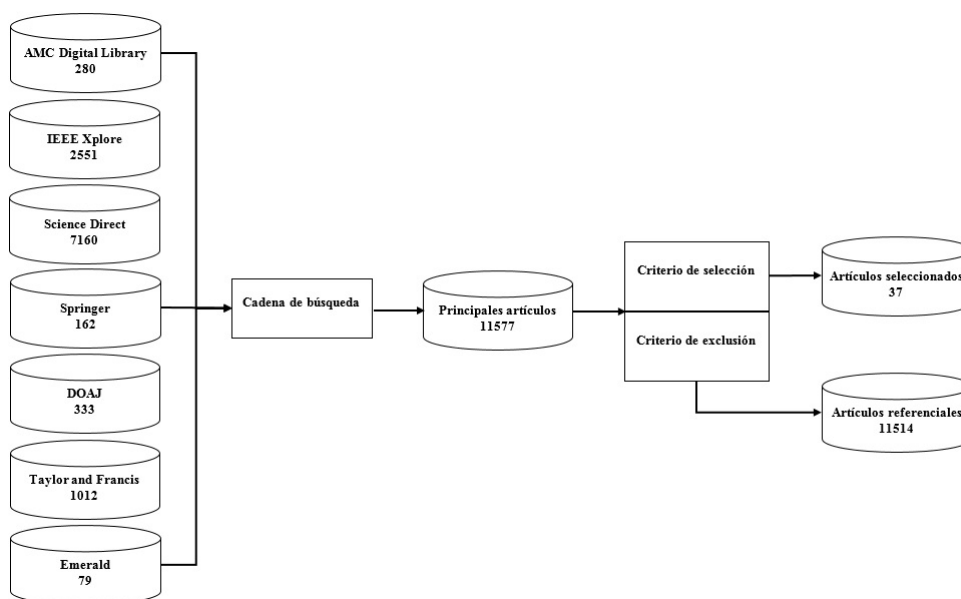 AMC Digital Library
280
IEEE Xplore
2551
Science Direct
7160
Springer
162
DOAJ
333
Taylor and Francis
1012
Emerald
79
Cadena de búsqueda
Principales artículos
11577
Criterio de selección
Criterio de exclusión
Artículos seleccionados
37
Artículos referenciales
11514